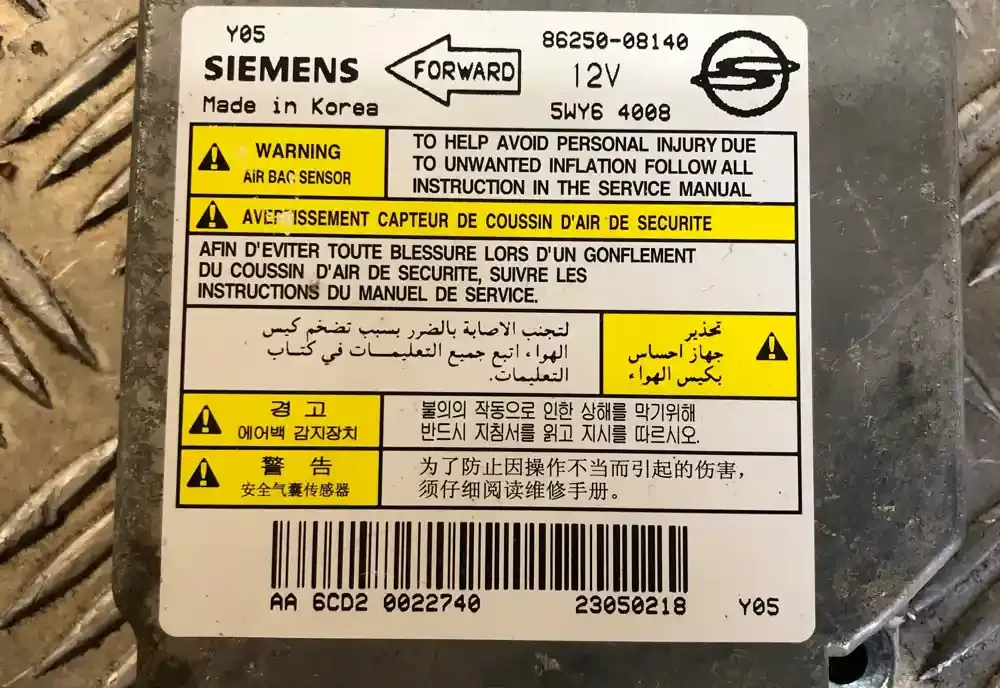 Y05
SIEMENS
Made in Korea
FORWARD
86250-08140
12V
5WY6 4008
WARNING
AIR BAG SENSOR
TO HELP AVOID PERSONAL INJURY DUE
TO UNWANTED INFLATION FOLLOW ALL
INSTRUCTION IN THE SERVICE MANUAL
AVERTISSEMENT CAPTEUR DE COUSSIN D'AIR DE SECURITE
AFIN D'EVITER TOUTE BLESSURE LORS D'UN GONFLEMENT
DU COUSSIN D'AIR DE SECURITE, SUIVRE LES
INSTRUCTIONS DU MANUEL DE SERVICE.
تحذير
جهاز احساس
بكيس الهواء
لتجنب الاصابة بالضرر بسبب تضخم كيس
الهواء، اتبع جميع التعليمـــات في كتـــاب
التعليمات.
경 고
에어백 감지장치
불의의 작동으로 인한 상해를 막기위해
반드시 지침서를 읽고 지시를 따르시오.
警 告
安全气囊传感器
为了防止因操作不当而引起的伤害，
须仔细阅读维修手册。
AA 6CD2 0022740
23050218
Y05